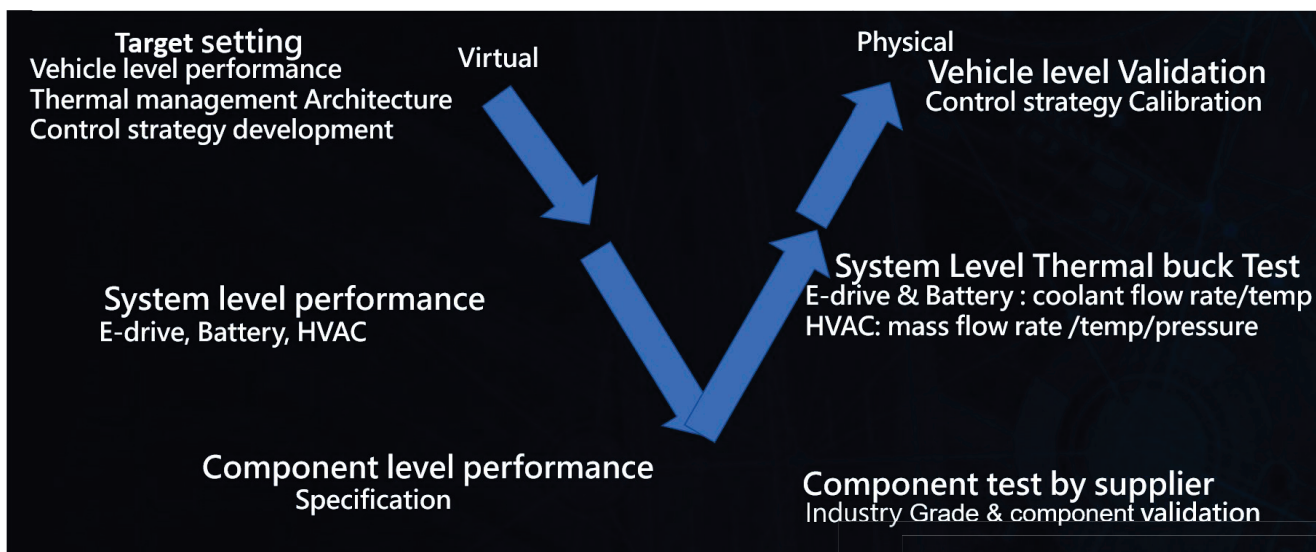 Target setting
Vehicle level performance
Thermal management Architecture
Control strategy development
Virtual
Physical
Vehicle level Validation
Control strategy Calibration
System level performance
E-drive, Battery, HVAC
System Level Thermal buck Test
E-drive & Battery : coolant flow rate/temp
HVAC: mass flow rate /temp/pressure
Component level performance
Specification
Component test by supplier
Industry Grade & component validation